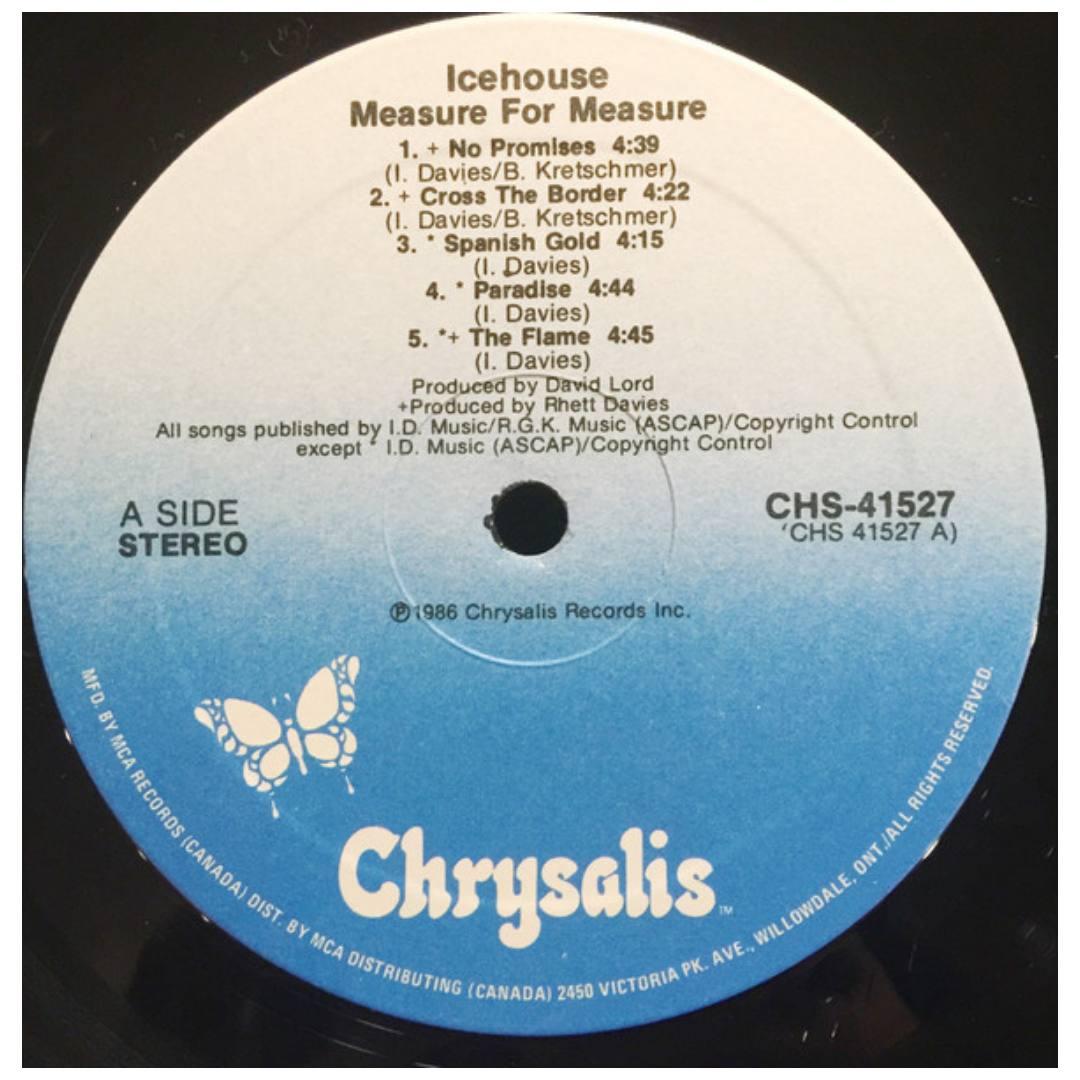 Icehouse
Measure For Measure
1. + No Promises 4:39
(I. Davies/B. Kretschmer)
2. + Cross The Border 4:22
(I. Davies/B. Kretschmer)
3. * Spanish Gold 4:15
(I. Davies)
4. * Paradise 4:44
(I. Davies)
5. *+ The Flame 4:45
(I. Davies)
Produced by David Lord
+Produced by Rhett Davies
All songs published by I.D. Music/R.G.K. Music (ASCAP)/Copyright Control
except * I.D. Music (ASCAP)/Copyright Control
A SIDE
STEREO
CHS-41527
'CHS 41527 A)
℗1986 Chrysalis Records Inc.
Chrysalis™
MFD. BY MCA RECORDS (CANADA) DIST. BY MCA DISTRIBUTING (CANADA) 2450 VICTORIA PK. AVE., WILLOWDALE, ONT./ALL RIGHTS RESERVED.